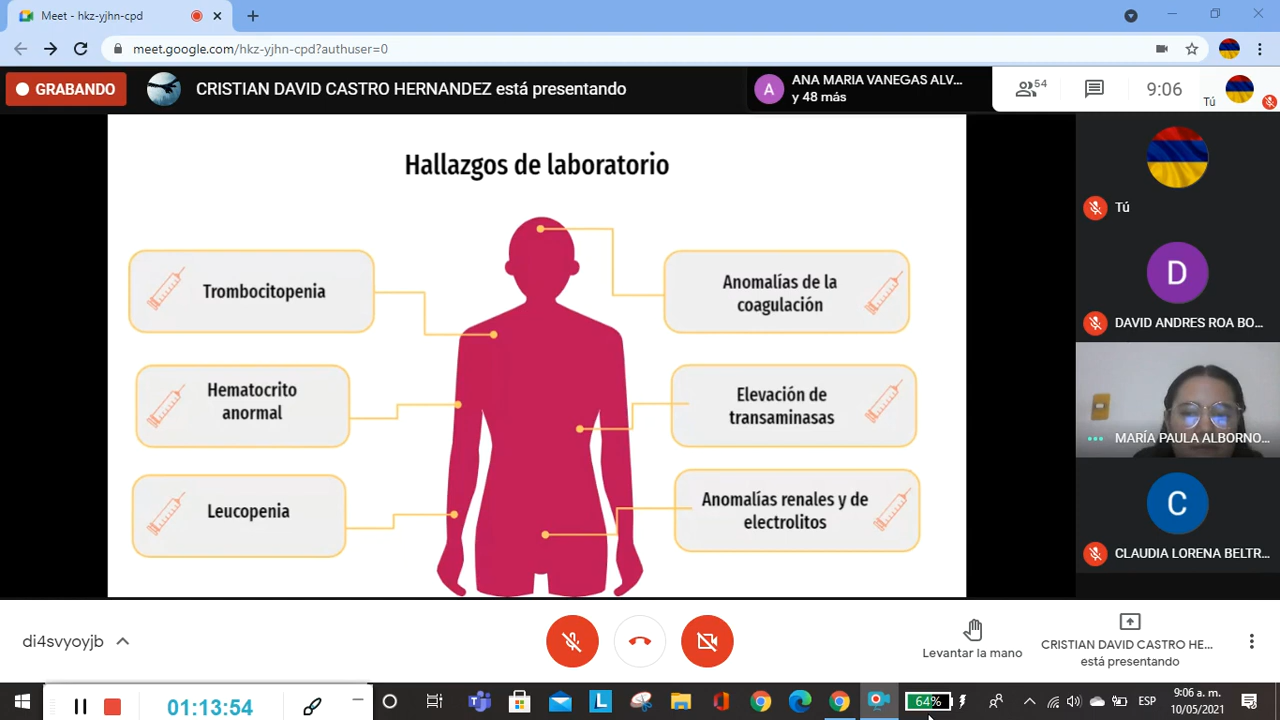 Meet - hkz-yjhn-cpd
meet.google.com/hkz-yjhn-cpd?authuser=0
GRABANDO
CRISTIAN DAVID CASTRO HERNANDEZ está presentando
A
ANA MARIA VANEGAS ALV...
y 48 más
54
9:06
Tú
Hallazgos de laboratorio
Trombocitopenia
Hematocrito
anormal
Leucopenia
Anomalías de la
coagulación
Elevación de
transaminasas
Anomalías renales y de
electrolitos
Tú
D
DAVID ANDRES ROA BO...
MARÍA PAULA ALBORNO...
C
CLAUDIA LORENA BELTR...
di4svyoyjb
Levantar la mano
CRISTIAN DAVID CASTRO HE...
está presentando
01:13:54
L
64%
ESP
9:06 a. m.
10/05/2021